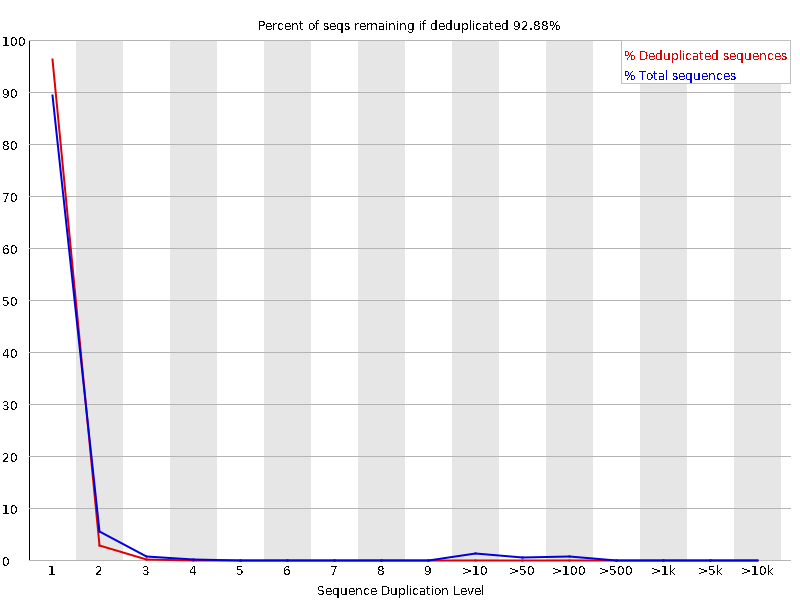 Percent of seqs remaining if deduplicated 92.88%
% Deduplicated sequences
% Total sequences
100
90
80
70
60
50
40
30
20
10
0
1 2 3 4 5 6 7 8 9 >10 >50 >100 >500 >1k >5k >10k
Sequence Duplication Level